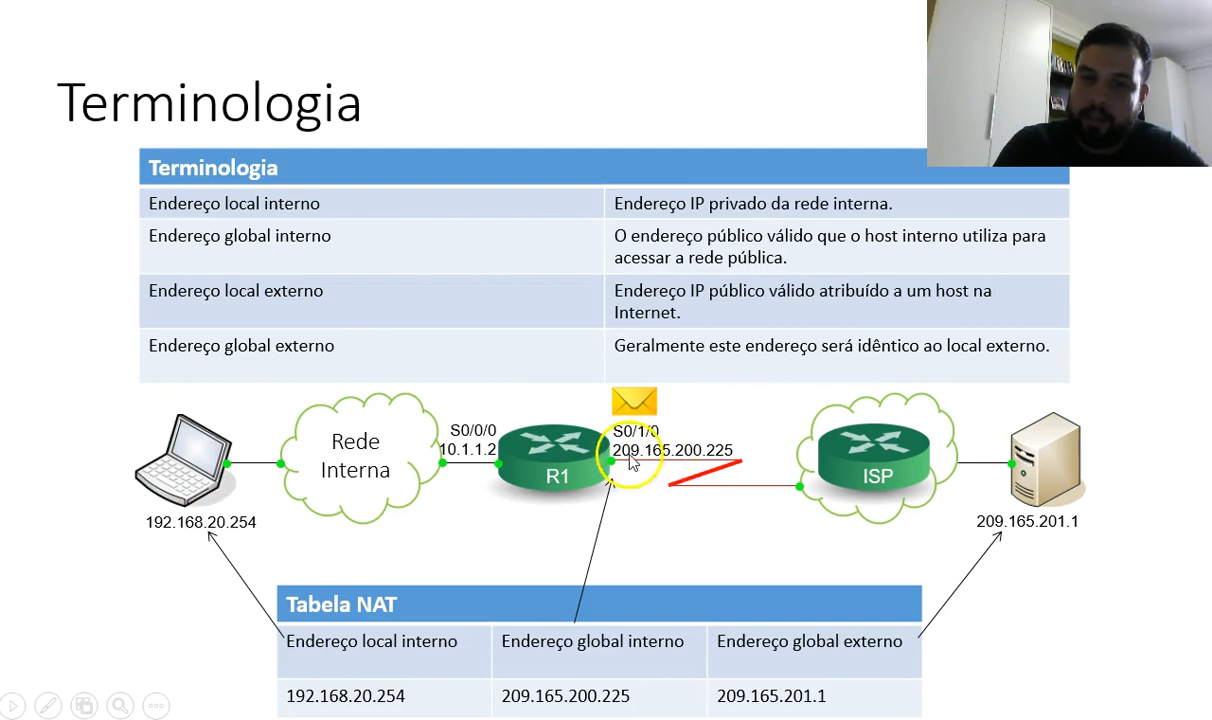 Terminologia
Terminologia
Endereço local interno
Endereço IP privado da rede interna.
Endereço global interno
O endereço público válido que o host interno utiliza para
acessar a rede pública.
Endereço local externo
Endereço IP público válido atribuído a um host na
Internet.
Endereço global externo
Geralmente este endereço será idêntico ao local externo.
Rede
Interna
S0/0/0
10.1.1.2
R1
S0/1/0
209.165.200.225
ISP
192.168.20.254
209.165.201.1
Tabela NAT
Endereço local interno
Endereço global interno
Endereço global externo
192.168.20.254
209.165.200.225
209.165.201.1